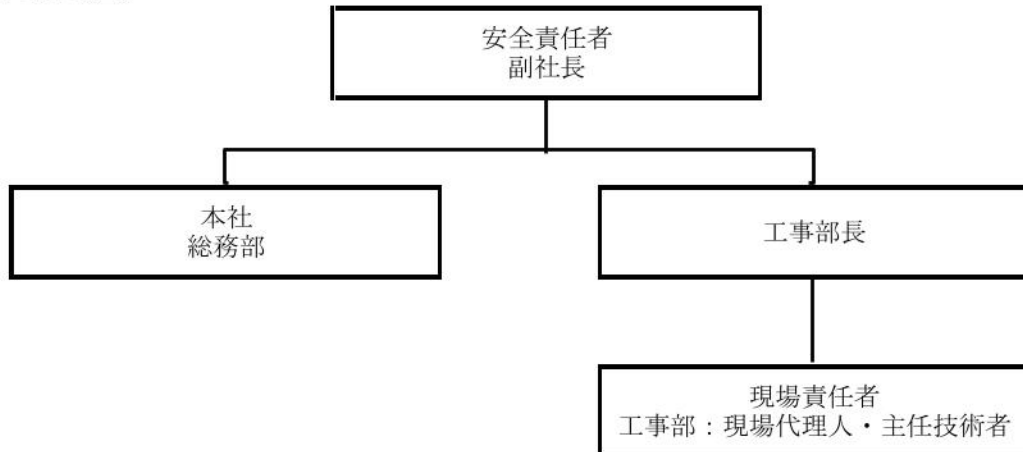 安全責任者
副社長
本社
総務部
工事部長
現場責任者
工事部：現場代理人・主任技術者